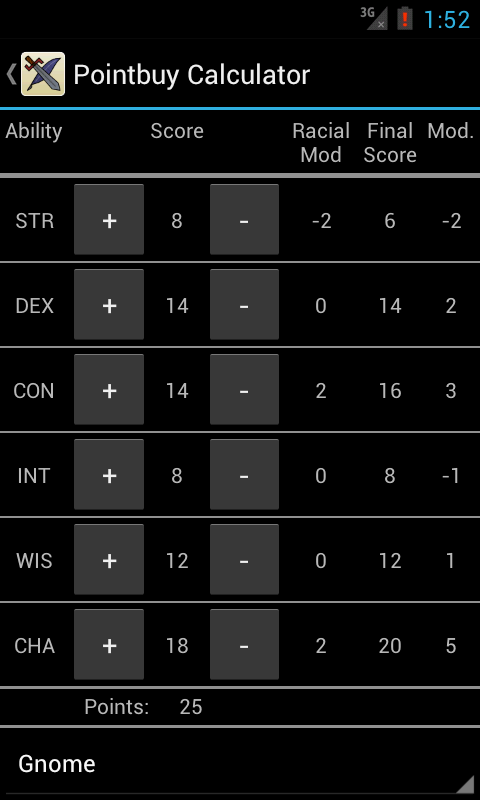 3G 1:52
Pointbuy Calculator
Ability Score Racial Mod Final Score Mod.
STR + 8 - -2 6 -2
DEX + 14 - 0 14 2
CON + 14 - 2 16 3
INT + 8 - 0 8 -1
WIS + 12 - 0 12 1
CHA + 18 - 2 20 5
Points: 25
Gnome